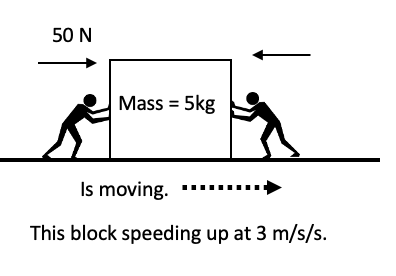 50 N
Mass = 5kg
Is moving.
This block speeding up at 3 m/s/s.